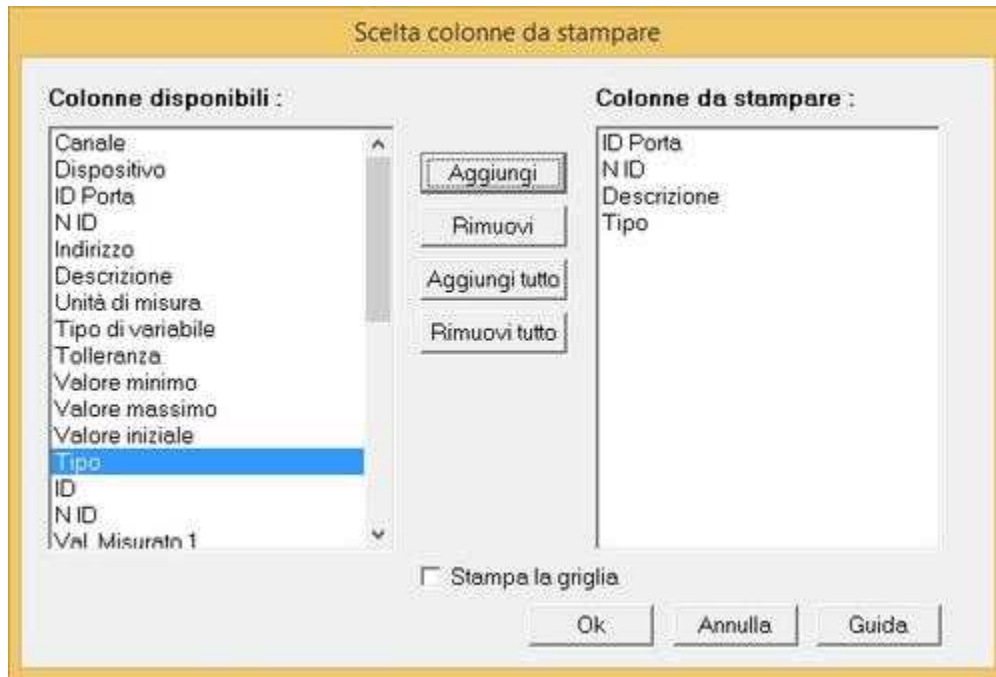 Scelta colonne da stampare
Colonne disponibili :
Canale
Dispositivo
ID Porta
N ID
Indirizzo
Descrizione
Unità di misura
Tipo di variabile
Tolleranza
Valore minimo
Valore massimo
Valore iniziale
Tipo
ID
N ID
Val. Misurato 1
Aggiungi
Rimuovi
Aggiungi tutto
Rimuovi tutto
Colonne da stampare :
ID Porta
N ID
Descrizione
Tipo
Stampa la griglia
Ok
Annulla
Guida